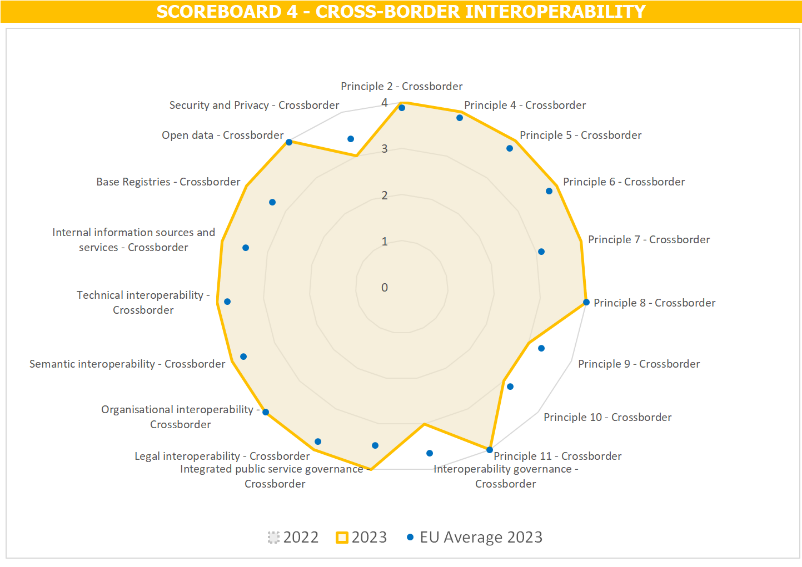 SCOREBOARD 4 - CROSS-BORDER INTEROPERABILITY
Principle 2 - Crossborder
Principle 4 - Crossborder
Principle 5 - Crossborder
Principle 6 - Crossborder
Principle 7 - Crossborder
Principle 8 - Crossborder
Principle 9 - Crossborder
Principle 10 - Crossborder
Principle 11 - Crossborder
Interoperability governance -
Crossborder
Integrated public service governance -
Crossborder
Legal interoperability - Crossborder
Organisational interoperability -
Crossborder
Semantic interoperability - Crossborder
Technical interoperability -
Crossborder
Internal information sources and
services - Crossborder
Base Registries - Crossborder
Open data - Crossborder
Security and Privacy - Crossborder
4
3
2
1
0
2022
2023
EU Average 2023